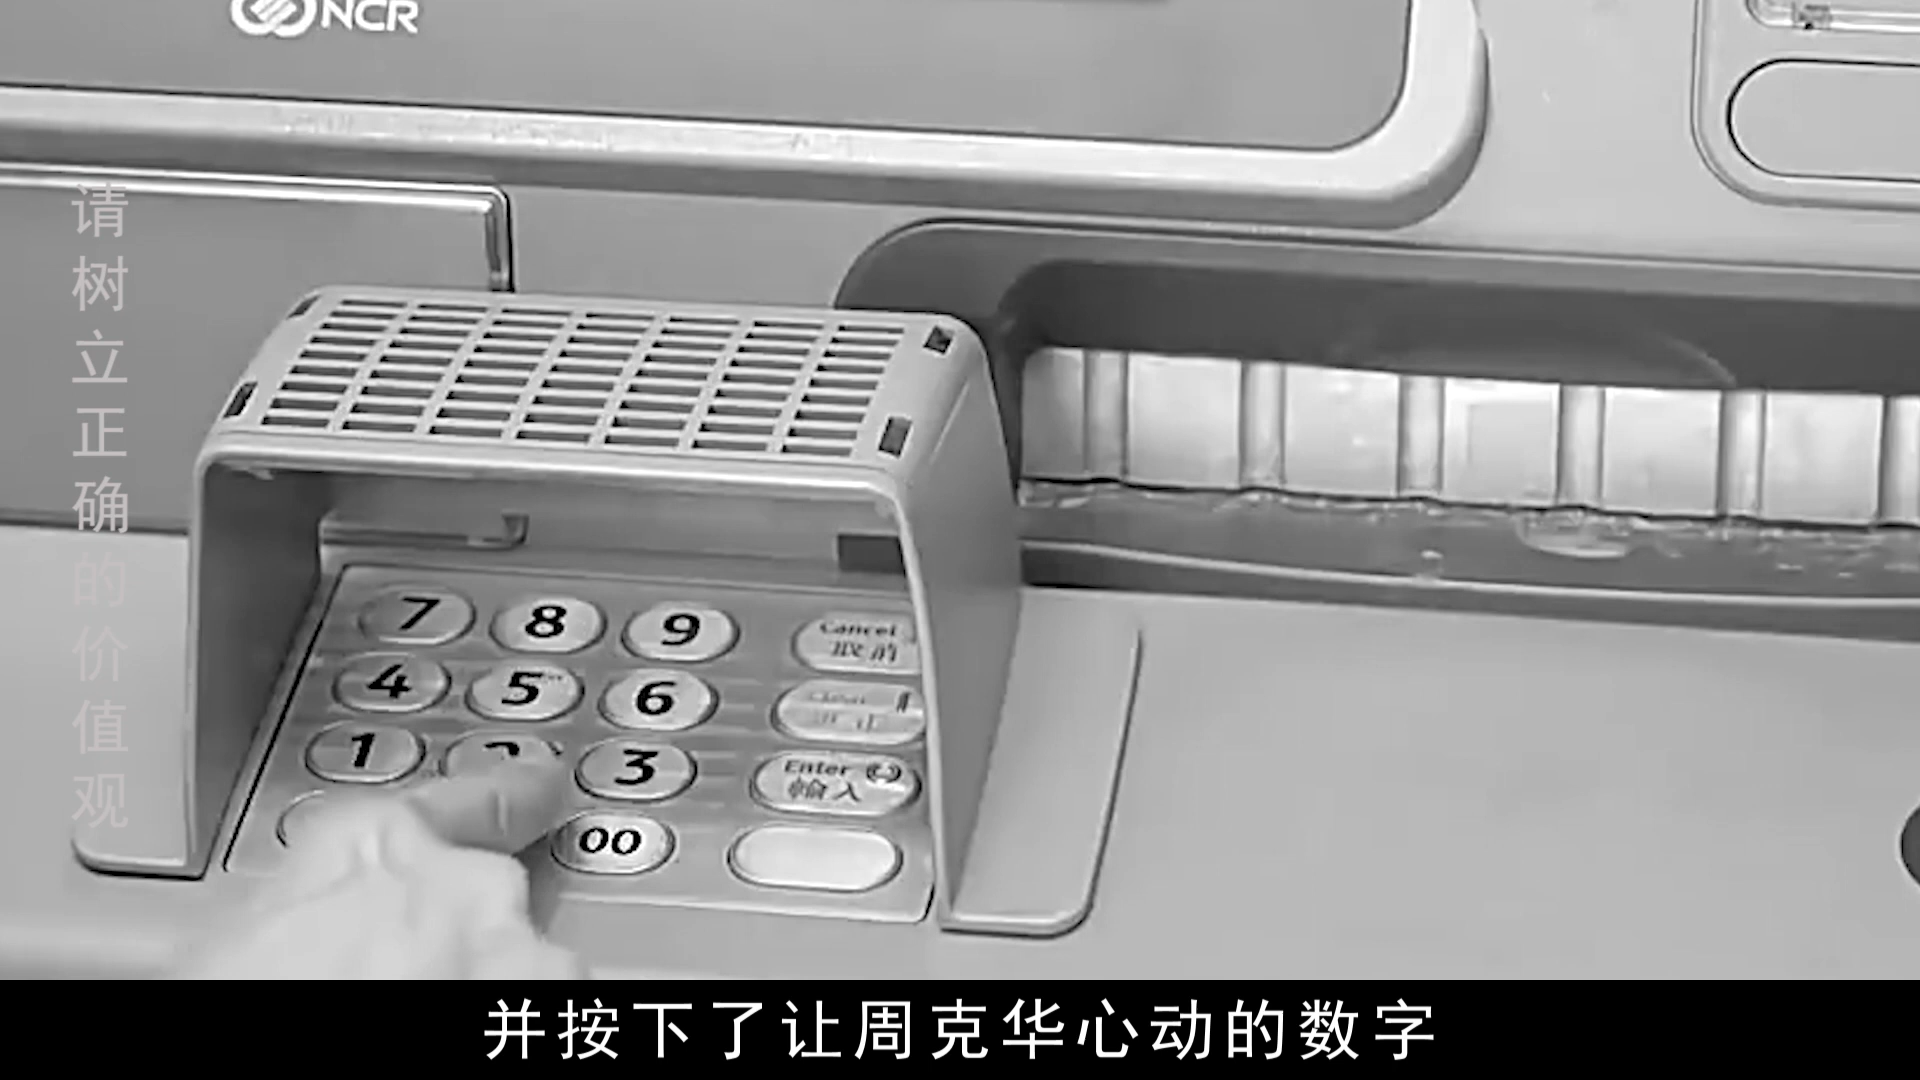 NCR
请树立正确的价值观
7 8 9 Cancel
取消
4 5 6
1 3 Enter
輸入
00
并按下了让周克华心动的数字